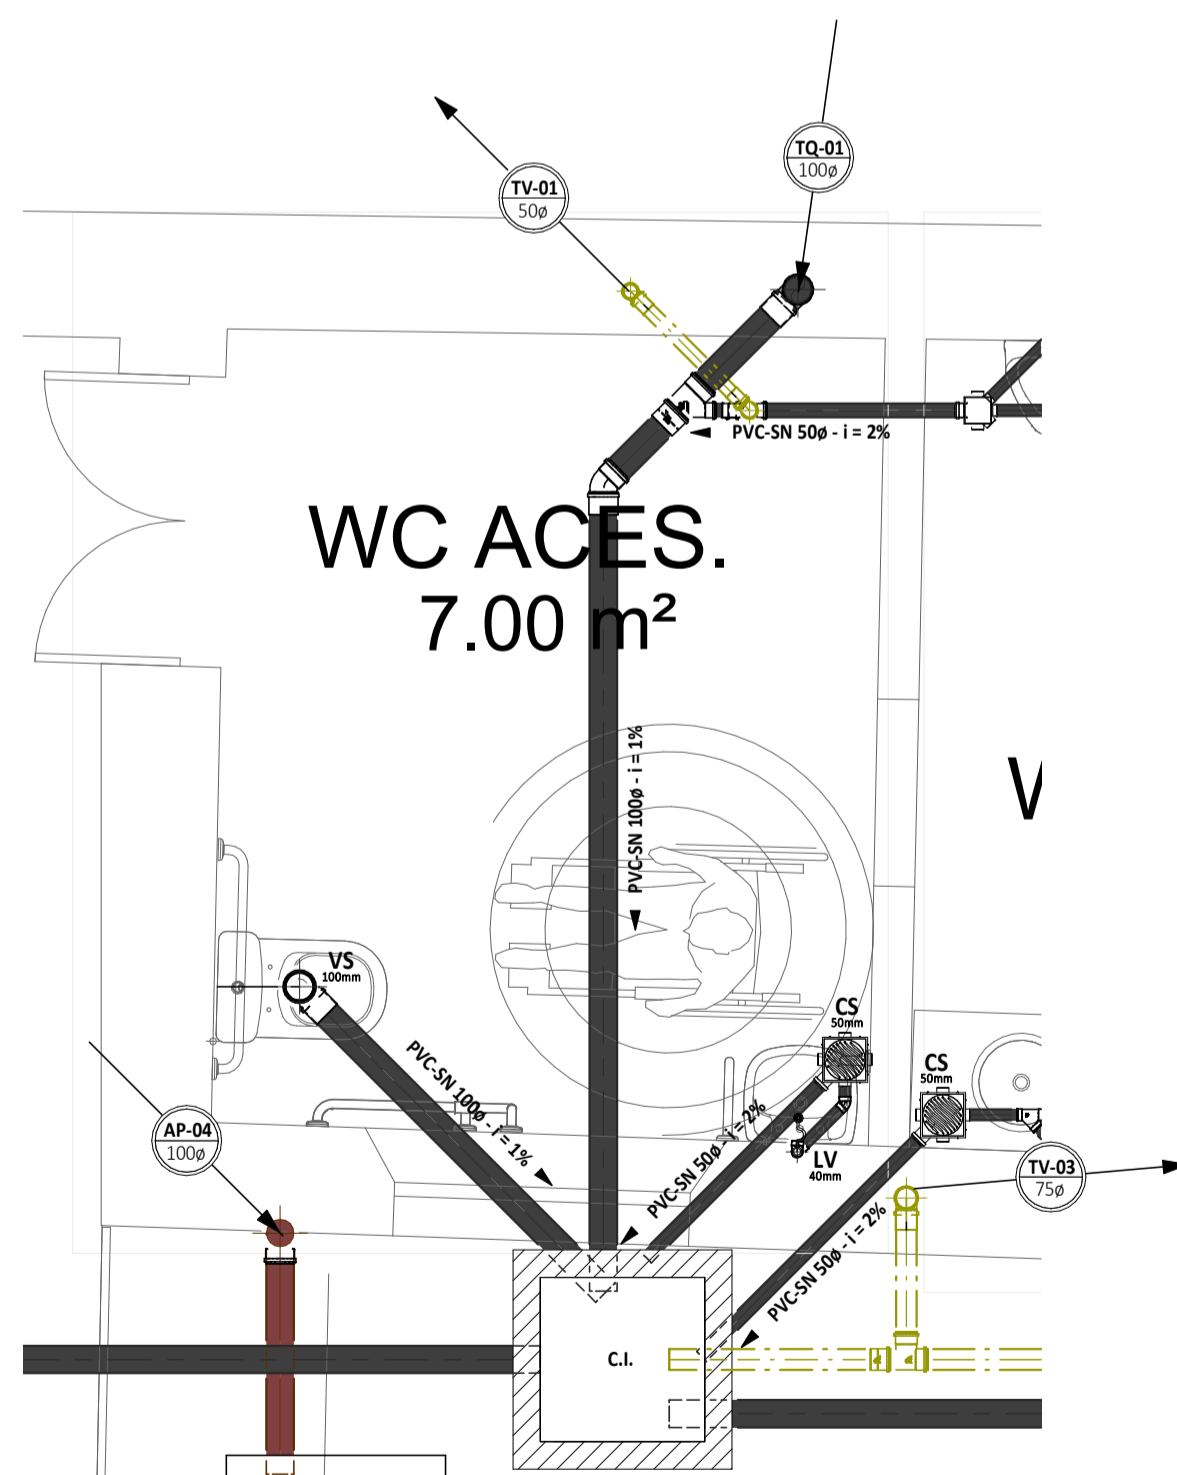 TQ-01
100ø
TV-01
50ø
PVC-SN 50ø - i = 2%
WC ACES.
7.00 m²
PVC-SN 100ø - i = 1%
VS
100mm
CS
50mm
PVC-SN 100ø - i = 1%
CS
50mm
AP-04
100ø
PVC-SN 50ø - i = 2%
LV
40mm
TV-03
75ø
PVC-SN 50ø - i = 2%
C.I.